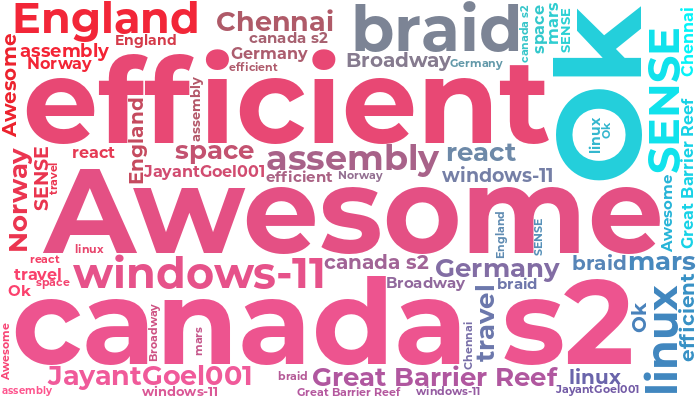 England
Chennai
braid
Ok
canada s2
space
mars
SENSE
Chennai
Awesome
assembly
England
canada s2
Norway
Germany
Broadway
Germany
efficient
efficient
assembly
SENSE
linux
Ok
Great Barrier Reef
Norway
SENSE
travel
react
England
space
assembly
react
JayantGoel001
efficient
Norway
windows-11
Awesome
Awesome
England
SENSE
linux
react
travel
space
Ok
windows-11
canada s2
Germany
braid
mars
Broadway
braid
canada s2
Broadway
mars
Chennai
travel
Ok
linux
efficient
Awesome
JayantGoel001
braid
Great Barrier Reef
linux
assembly
windows-11
Great Barrier Reef
windows-11
JayantGoel001